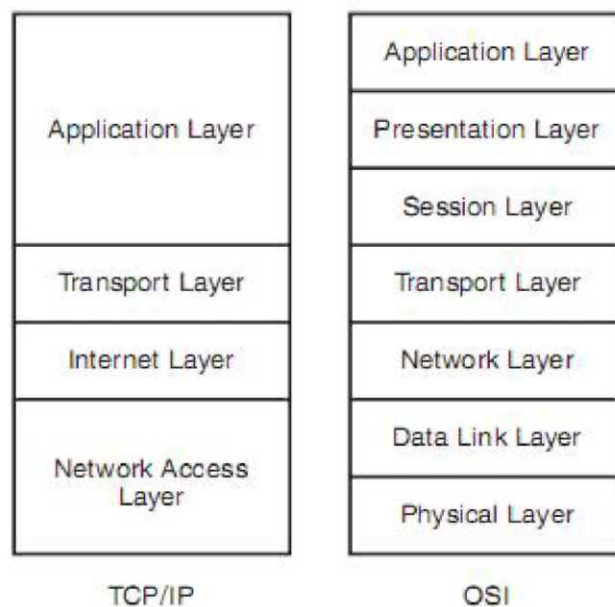 Application Layer
Transport Layer
Internet Layer
Network Access
Layer
TCP/IP
Application Layer
Presentation Layer
Session Layer
Transport Layer
Network Layer
Data Link Layer
Physical Layer
OSI